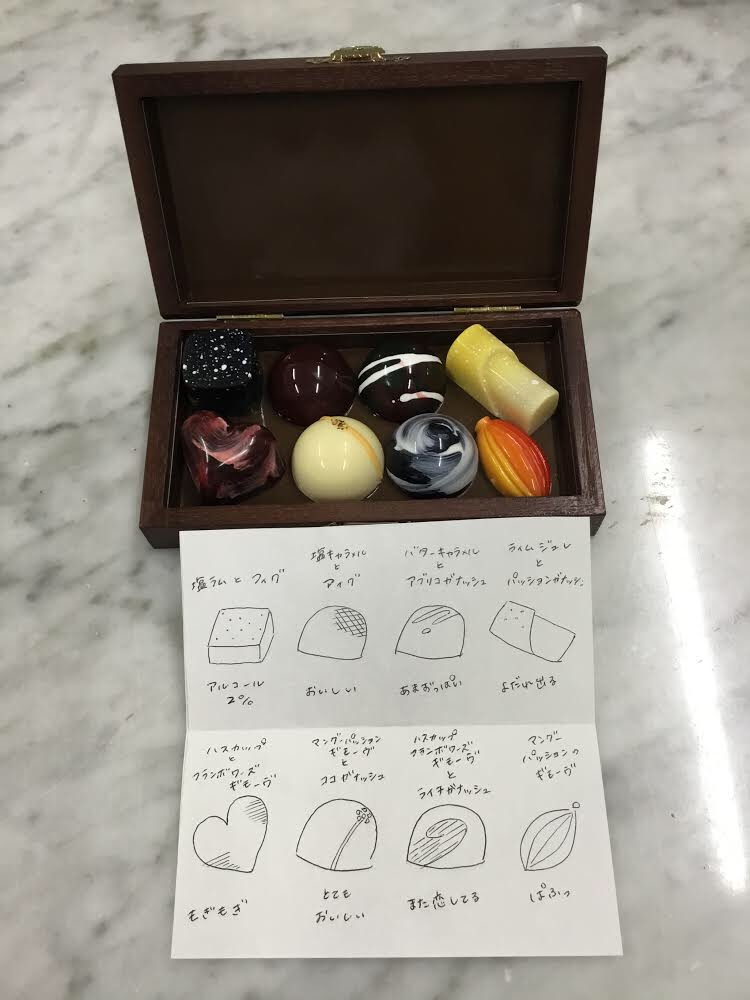 塩ラムとフィグ
塩キャラメル
と
フィグ
バターキャラメル
と
アプリコガナッシュ
ライムジュレ
と
パッションガナッシュ
アルコール
2%
おいしい
あまおっぱい
よだれ出る
ハスカップ
と
フランボワーズ
ギモーヴ
マンゴーパッション
ギモーヴ
と
ココガナッシュ
ハスカップ
フランボワーズ
ギモーヴ
と
ライチガナッシュ
マンゴー
パッションの
ギモーヴ
もぎもぎ
とても
おいしい
また恋してる
ぱふっ